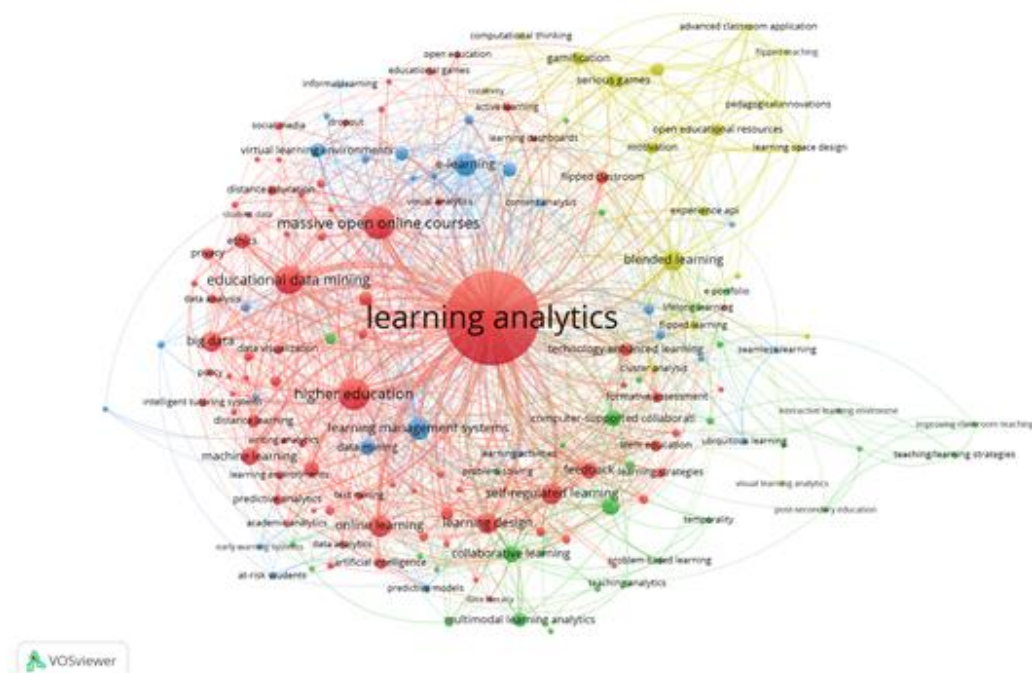 advanced classroom application
computational thinking
flipped teaching
open education
gamification
educational games
serious games
informal learning
creativity
active learning
pedagogical innovations
social media
dropout
open educational resources
learning dashboards
virtual learning environments
motivation
learning space design
e-learning
flipped classroom
distance education
visual analytics
content analysis
student data
experience api
massive open online courses
ethics
privacy
blended learning
educational data mining
e-portfolio
data analysis
lifelong learning
learning analytics
flipped learning
big data
data visualization
technology enhanced learning
seamless learning
cluster analysis
policy
higher education
formative assessment
intelligent tutoring systems
interactive learning environme
distance learning
computer-supported collaborati
improving classroom teaching
learning management systems
writing analytics
data mining
stem education
ubiquitous learning
machine learning
learning activities
teaching/learning strategies
learning environments
problem solving
feedback
learning strategies
visual learning analytics
predictive analytics
text mining
self-regulated learning
post-secondary education
academic analytics
online learning
learning design
temporality
early learning systems
data analytics
collaborative learning
artificial intelligence
problem-based learning
at-risk students
predictive models
teaching analytics
data literacy
multimodal learning analytics
VOSviewer